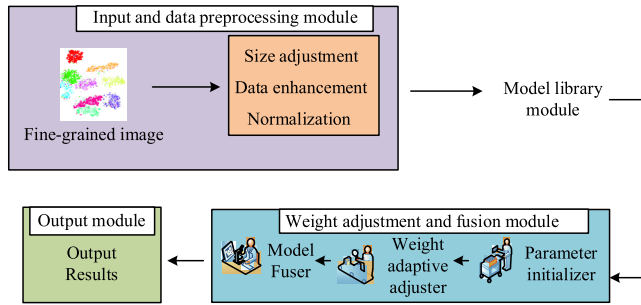 Input and data preprocessing module
Size adjustment
Data enhancement
Normalization
Fine-grained image
Model library
module
Output module
Output
Results
Weight adjustment and fusion module
Model
Fuser
Weight
adaptive
adjuster
Parameter
initializer